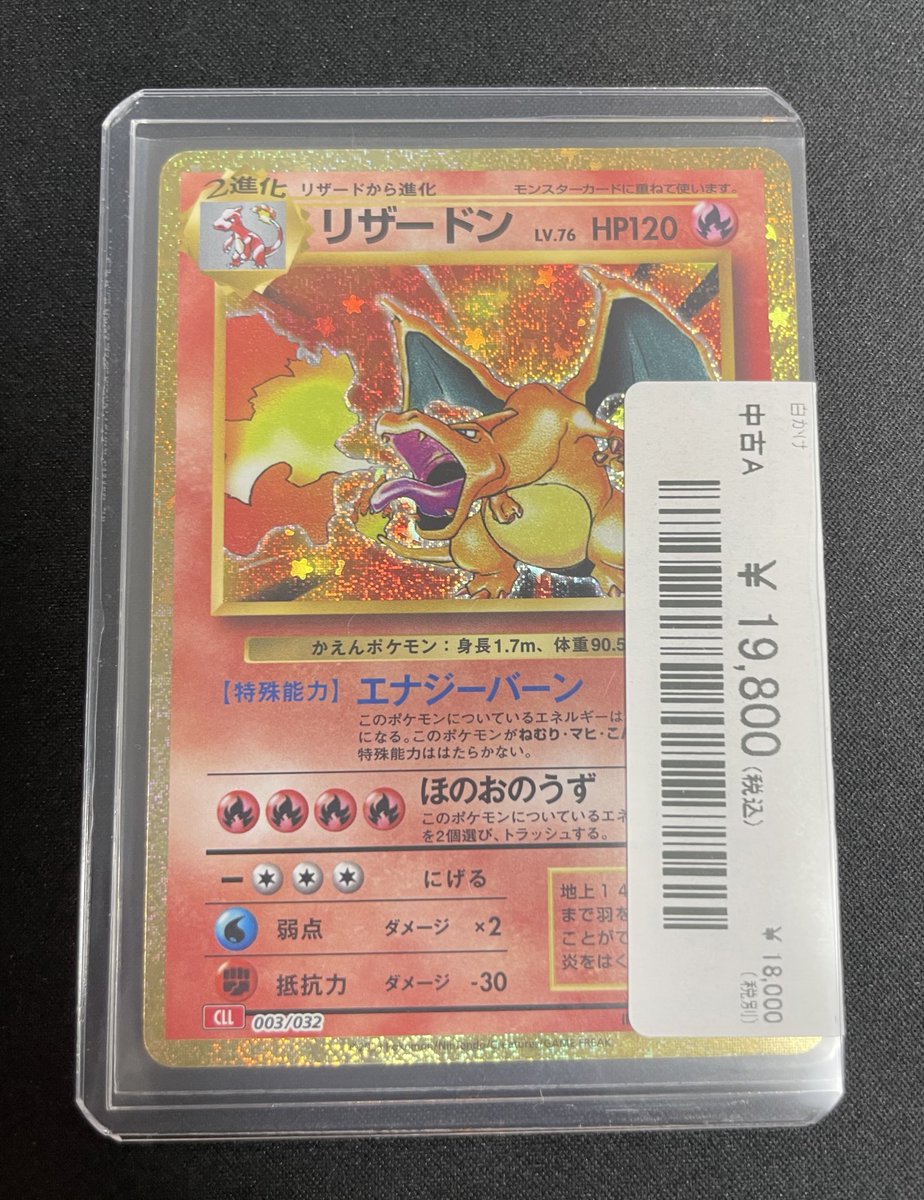 2進化
リザードから進化
モンスターカードに重ねて使います。
リザードン LV.76 HP120
かえんポケモン：身長1.7m、体重90.5
【特殊能力】エナジーバーン
このポケモンについているエネルギーは
になる。このポケモンがねむり・マヒ・こん
特殊能力ははたらかない。
ほのおのうず
このポケモンについているエネ
を2個選び、トラッシュする。
にげる
弱点 ダメージ ×2
抵抗力 ダメージ -30
地上14
まで羽を
ことがで
炎をはく
CLL 003/032
Pokémon/Nintendo/Creatures/GAME FREAK
白かけ
中古A
¥ 19,800 (税込)
¥ 18,000
(税別)